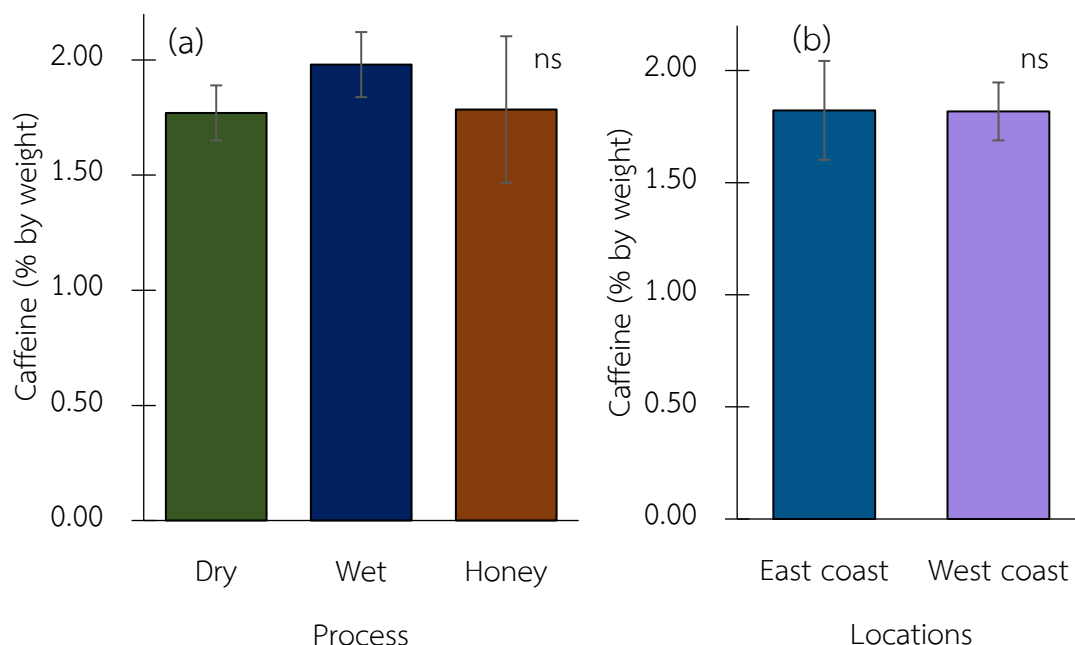 (a)
ns
Caffeine (% by weight)
2.00
1.50
1.00
0.50
0.00
Dry Wet Honey
Process
(b)
ns
Caffeine (% by weight)
2.00
1.50
1.00
0.50
0.00
East coast West coast
Locations